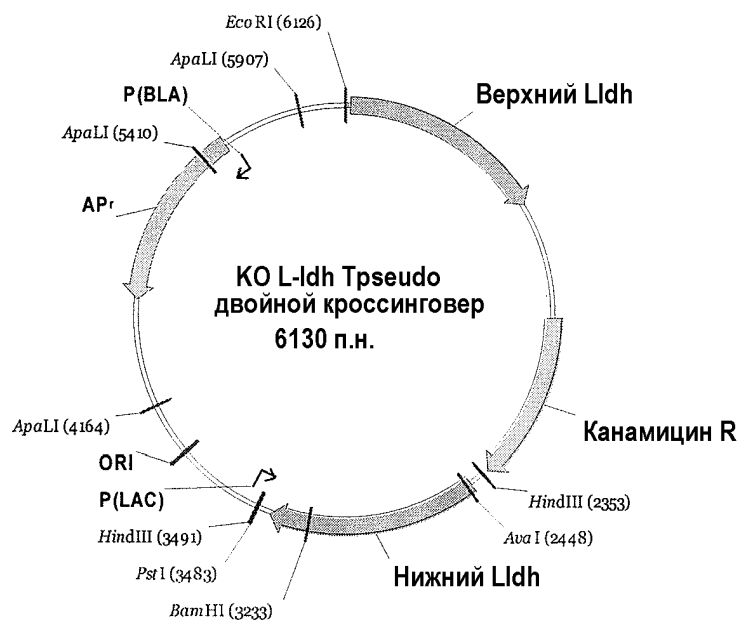 EcoRI (6126)
ApaLI (5907)
P(BLA)
ApaLI (5410)
APr
Верхний Lldh
KO L-ldh Tpseudo
двойной кроссинговер
6130 п.н.
Канамицин R
ApaLI (4164)
ORI
P(LAC)
HindIII (3491)
PstI (3483)
BamHI (3233)
HindIII (2353)
AvaI (2448)
Нижний Lldh